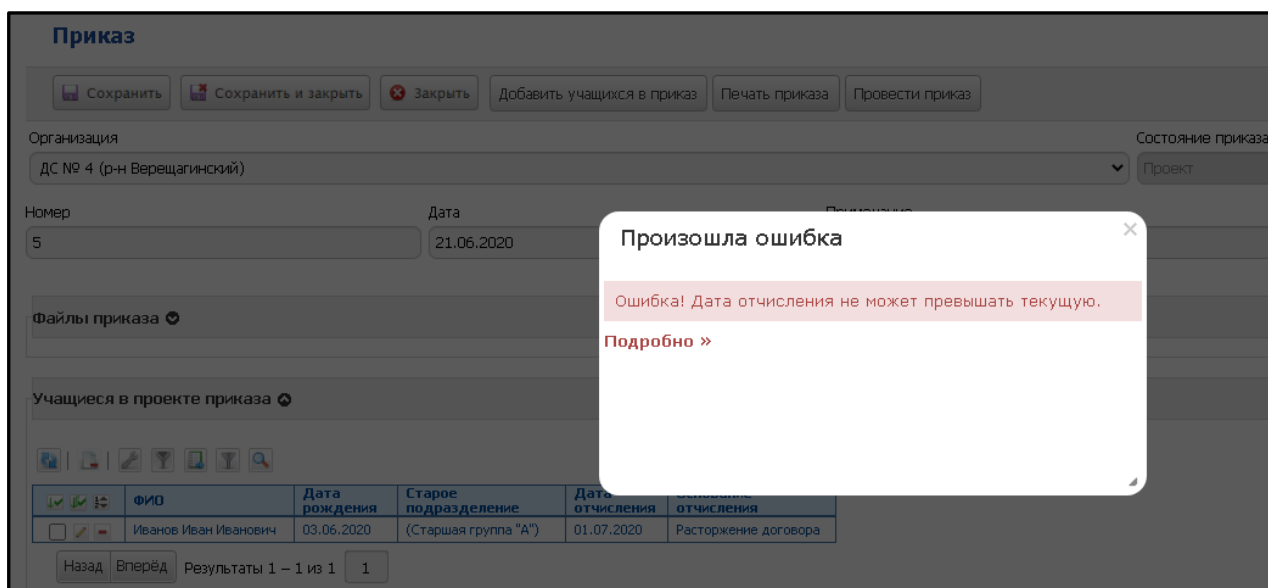 Приказ
Сохранить Сохранить и закрыть Закрыть Добавить учащихся в приказ Печать приказа Провести приказ
Организация Состояние приказа
ДС № 4 (р-н Верещагинский) Проект
Номер Дата Примечание
5 21.06.2020
Произошла ошибка ×
Ошибка! Дата отчисления не может превышать текущую.
Подробно »
Файлы приказа
Учащиеся в проекте приказа
ФИО Дата рождения Старое подразделение Дата отчисления Основание отчисления
Иванов Иван Иванович 03.06.2020 (Старшая группа "А") 01.07.2020 Расторжение договора
Назад Вперёд Результаты 1 – 1 из 1 1